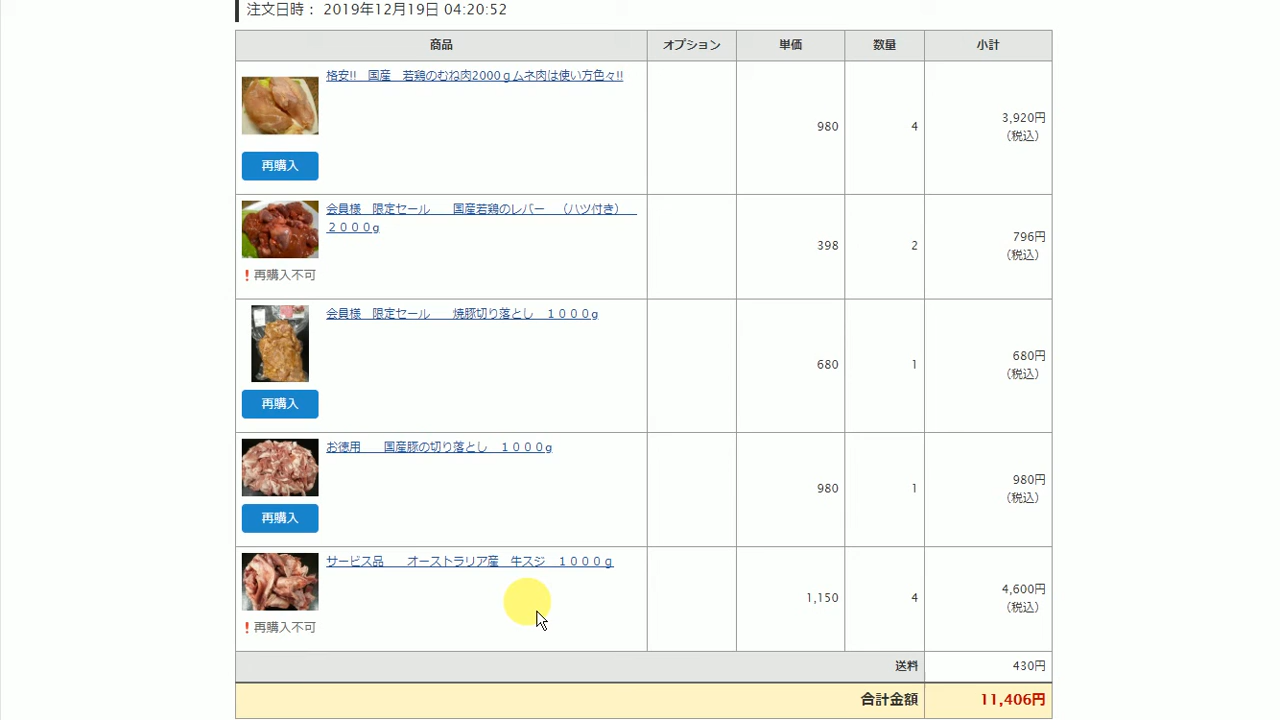 注文日時： 2019年12月19日 04:20:52
商品 オプション 単価 数量 小計
格安!!　国産　若鶏のむね肉2000ｇムネ肉は使い方色々!!
再購入
980 4 3,920円
（税込）
会員様　限定セール　　国産若鶏のレバー　（ハツ付き）
２０００g
❗再購入不可
398 2 796円
（税込）
会員様　限定セール　　焼豚切り落とし　１０００g
再購入
680 1 680円
（税込）
お徳用　　国産豚の切り落とし　１０００g
再購入
980 1 980円
（税込）
サービス品　　オーストラリア産　牛スジ　１０００ｇ
❗再購入不可
1,150 4 4,600円
（税込）
送料 430円
合計金額 11,406円